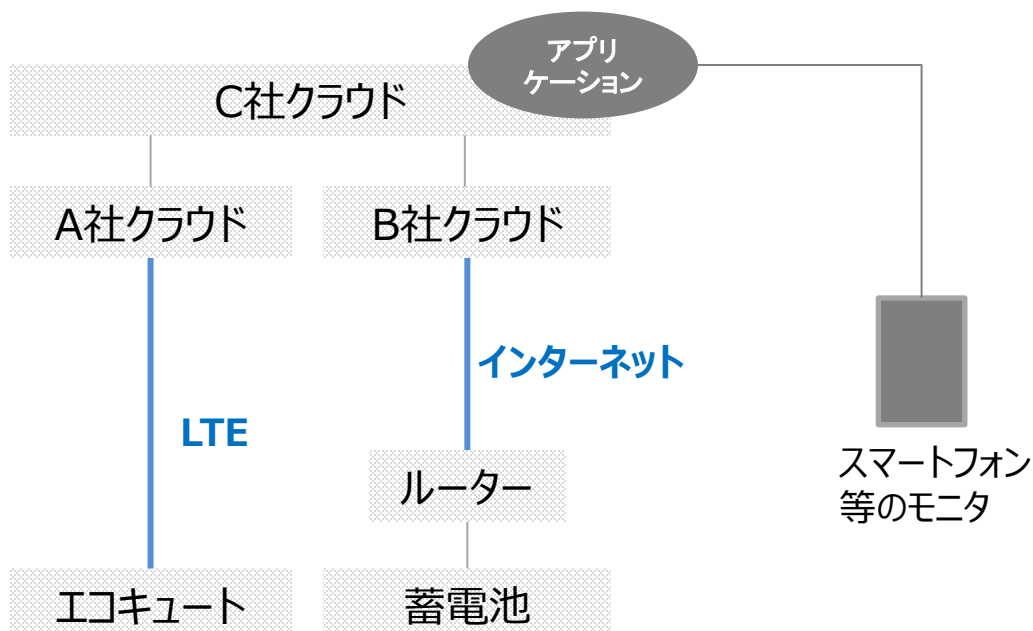 アプリ
ケーション
C社クラウド
A社クラウド
B社クラウド
インターネット
LTE
ルーター
スマートフォン
等のモニタ
エコキュート
蓄電池